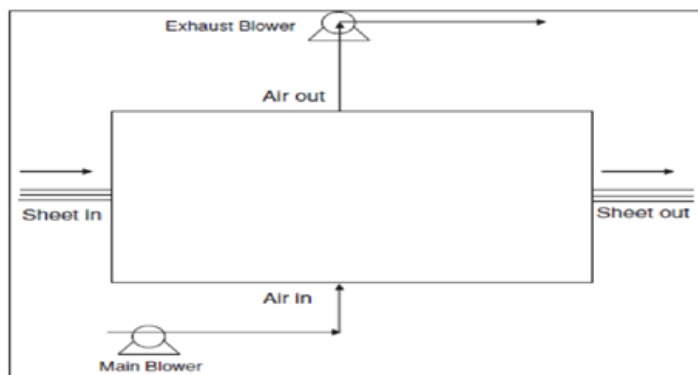 Exhaust Blower
Air out
Sheet in
Sheet out
Air in
Main Blower